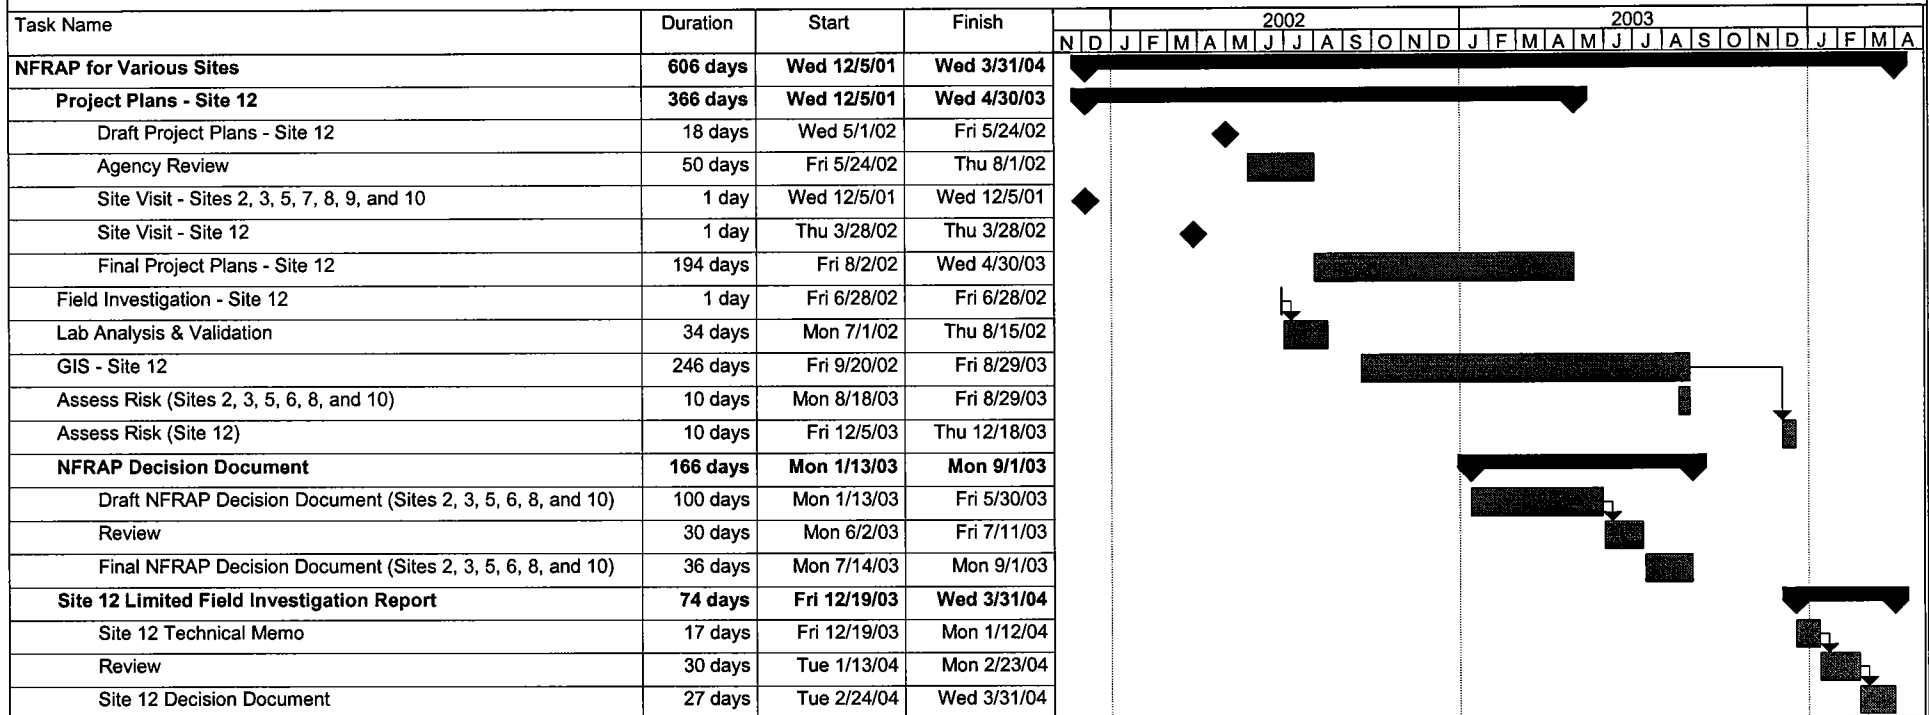 Task Name Duration Start Finish 2002 2003
N D J F M A M J J A S O N D J F M A M J J A S O N D J F M A
NFRAP for Various Sites 606 days Wed 12/5/01 Wed 3/31/04
Project Plans - Site 12 366 days Wed 12/5/01 Wed 4/30/03
Draft Project Plans - Site 12 18 days Wed 5/1/02 Fri 5/24/02
Agency Review 50 days Fri 5/24/02 Thu 8/1/02
Site Visit - Sites 2, 3, 5, 7, 8, 9, and 10 1 day Wed 12/5/01 Wed 12/5/01
Site Visit - Site 12 1 day Thu 3/28/02 Thu 3/28/02
Final Project Plans - Site 12 194 days Fri 8/2/02 Wed 4/30/03
Field Investigation - Site 12 1 day Fri 6/28/02 Fri 6/28/02
Lab Analysis & Validation 34 days Mon 7/1/02 Thu 8/15/02
GIS - Site 12 246 days Fri 9/20/02 Fri 8/29/03
Assess Risk (Sites 2, 3, 5, 6, 8, and 10) 10 days Mon 8/18/03 Fri 8/29/03
Assess Risk (Site 12) 10 days Fri 12/5/03 Thu 12/18/03
NFRAP Decision Document 166 days Mon 1/13/03 Mon 9/1/03
Draft NFRAP Decision Document (Sites 2, 3, 5, 6, 8, and 10) 100 days Mon 1/13/03 Fri 5/30/03
Review 30 days Mon 6/2/03 Fri 7/11/03
Final NFRAP Decision Document (Sites 2, 3, 5, 6, 8, and 10) 36 days Mon 7/14/03 Mon 9/1/03
Site 12 Limited Field Investigation Report 74 days Fri 12/19/03 Wed 3/31/04
Site 12 Technical Memo 17 days Fri 12/19/03 Mon 1/12/04
Review 30 days Tue 1/13/04 Mon 2/23/04
Site 12 Decision Document 27 days Tue 2/24/04 Wed 3/31/04